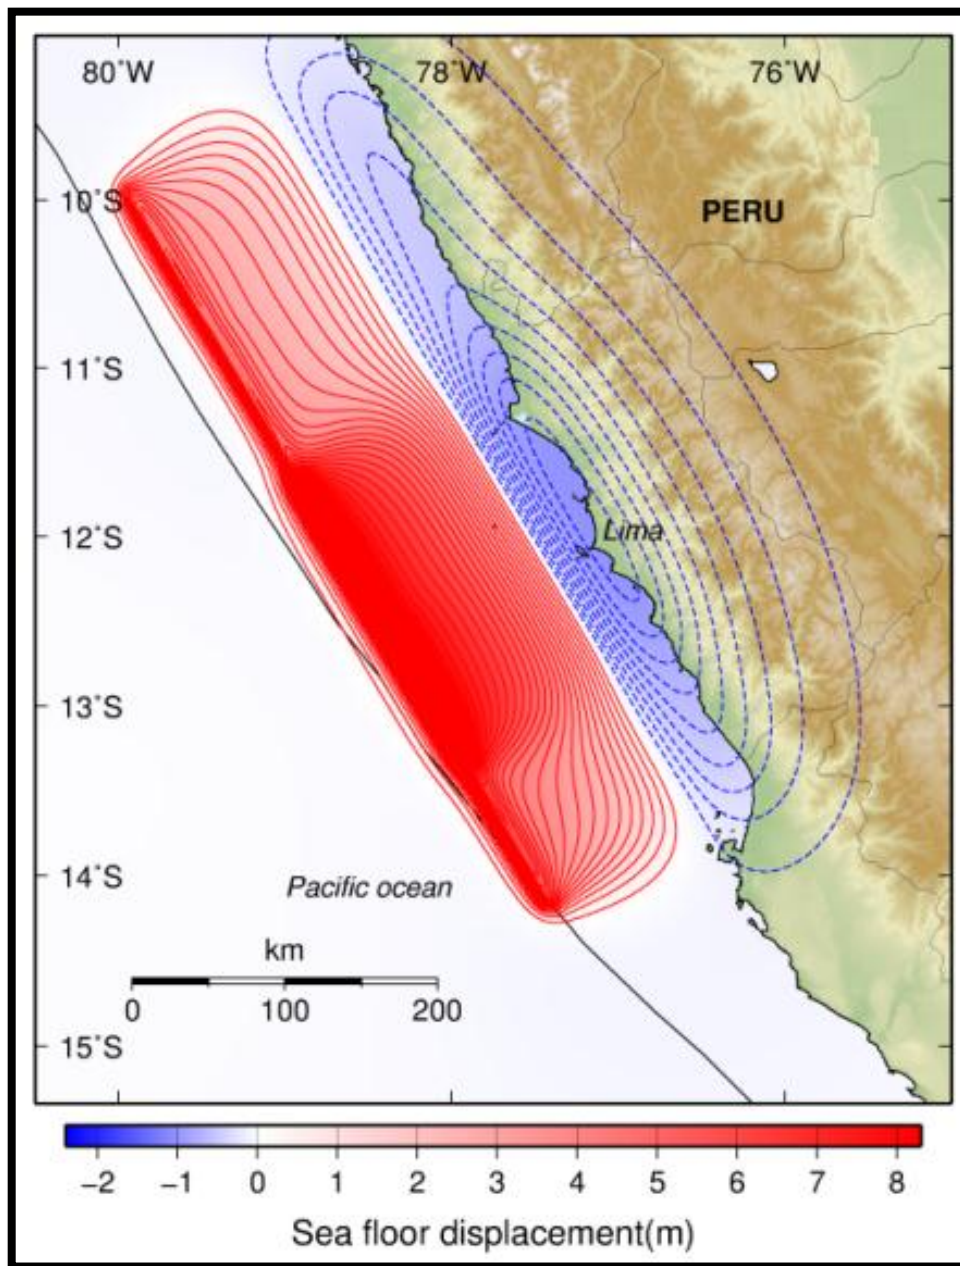 80°W 78°W 76°W
10°S
PERU
11°S
12°S
Lima
13°S
14°S
Pacific ocean
km
0 100 200
15°S
−2 −1 0 1 2 3 4 5 6 7 8
Sea floor displacement(m)